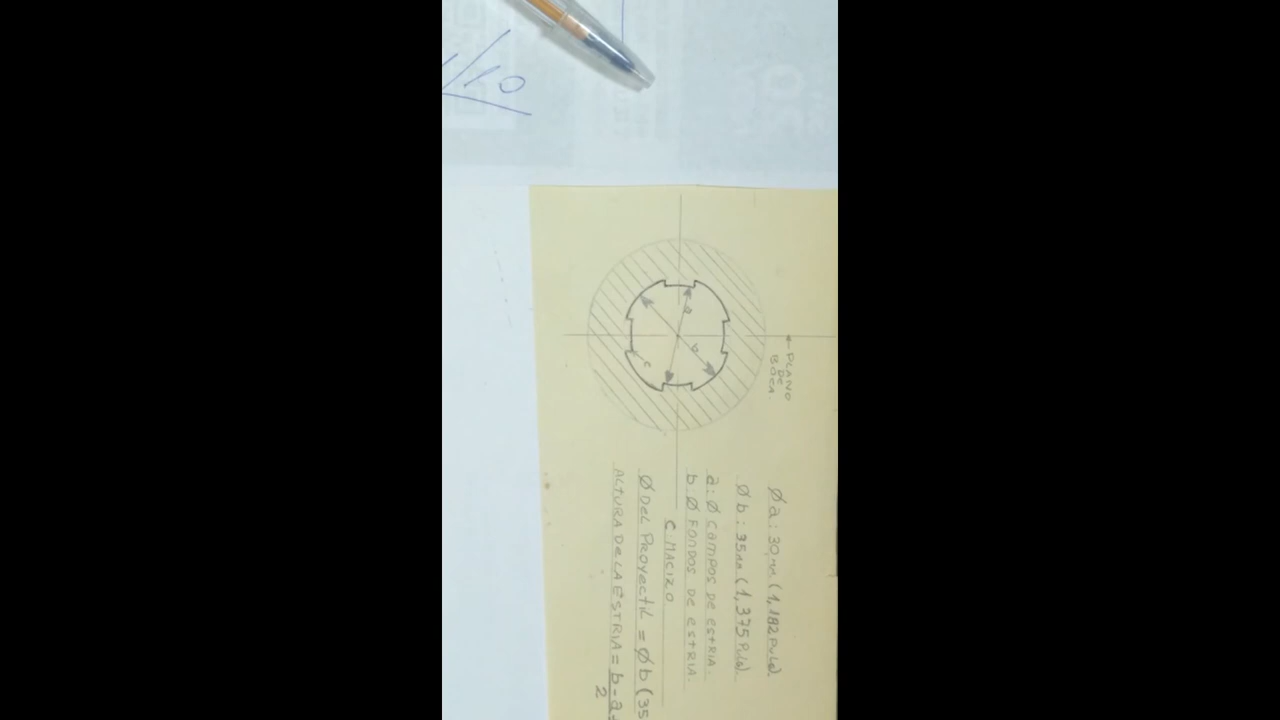 1/10
PLANO
DE
BOCA.
Ø a : 30 mm (1,182 Pulg).
Ø b : 35 mm (1,375 Pulg).
a : Ø CAMPOS DE ESTRIA.
b Ø FONDOS DE ESTRIA.
C. MACIZO
Ø DEL PROYECTIL = Ø b (35
ALTURA DE LA ESTRIA = b - a
2
a
b
c